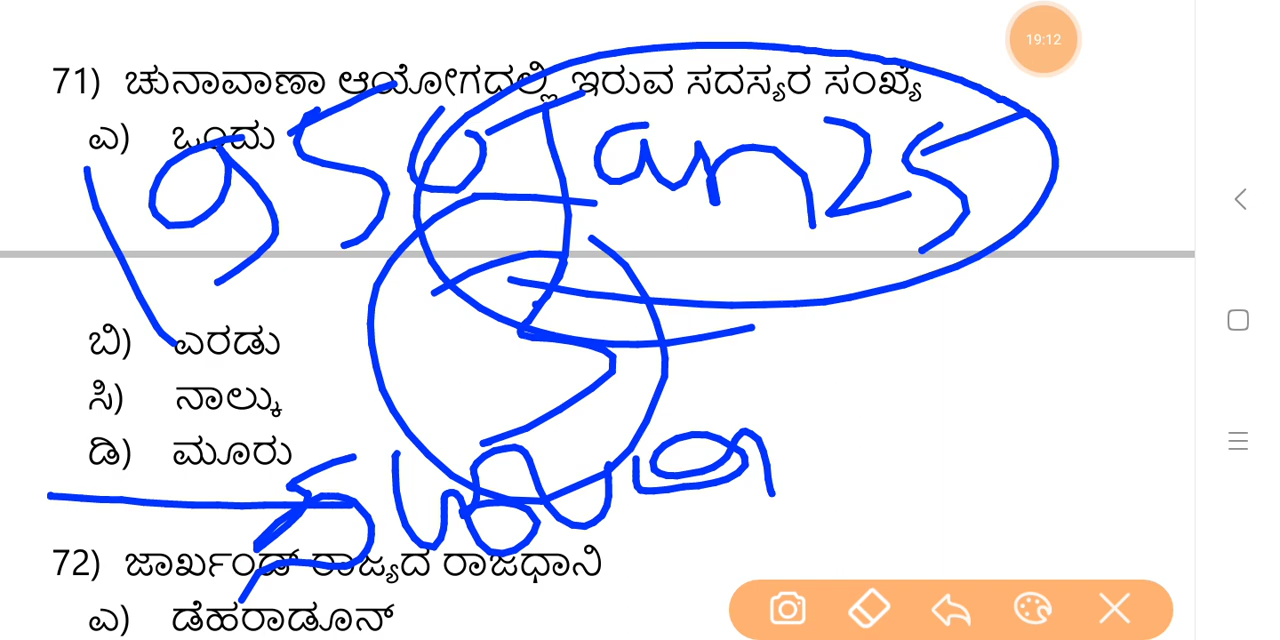 19:12
71) ಚುನಾವಾಣಾ ಆಯೋಗದಲ್ಲಿ ಇರುವ ಸದಸ್ಯರ ಸಂಖ್ಯೆ
ಎ) ಒಂದು
1950 Jan 25
ಬಿ) ಎರಡು
ಸಿ) ನಾಲ್ಕು
ಡಿ) ಮೂರು
72) ಜಾರ್ಖಂಡ್ ರಾಜ್ಯದ ರಾಜಧಾನಿ
ಎ) ಡೆಹರಾಡೂನ್